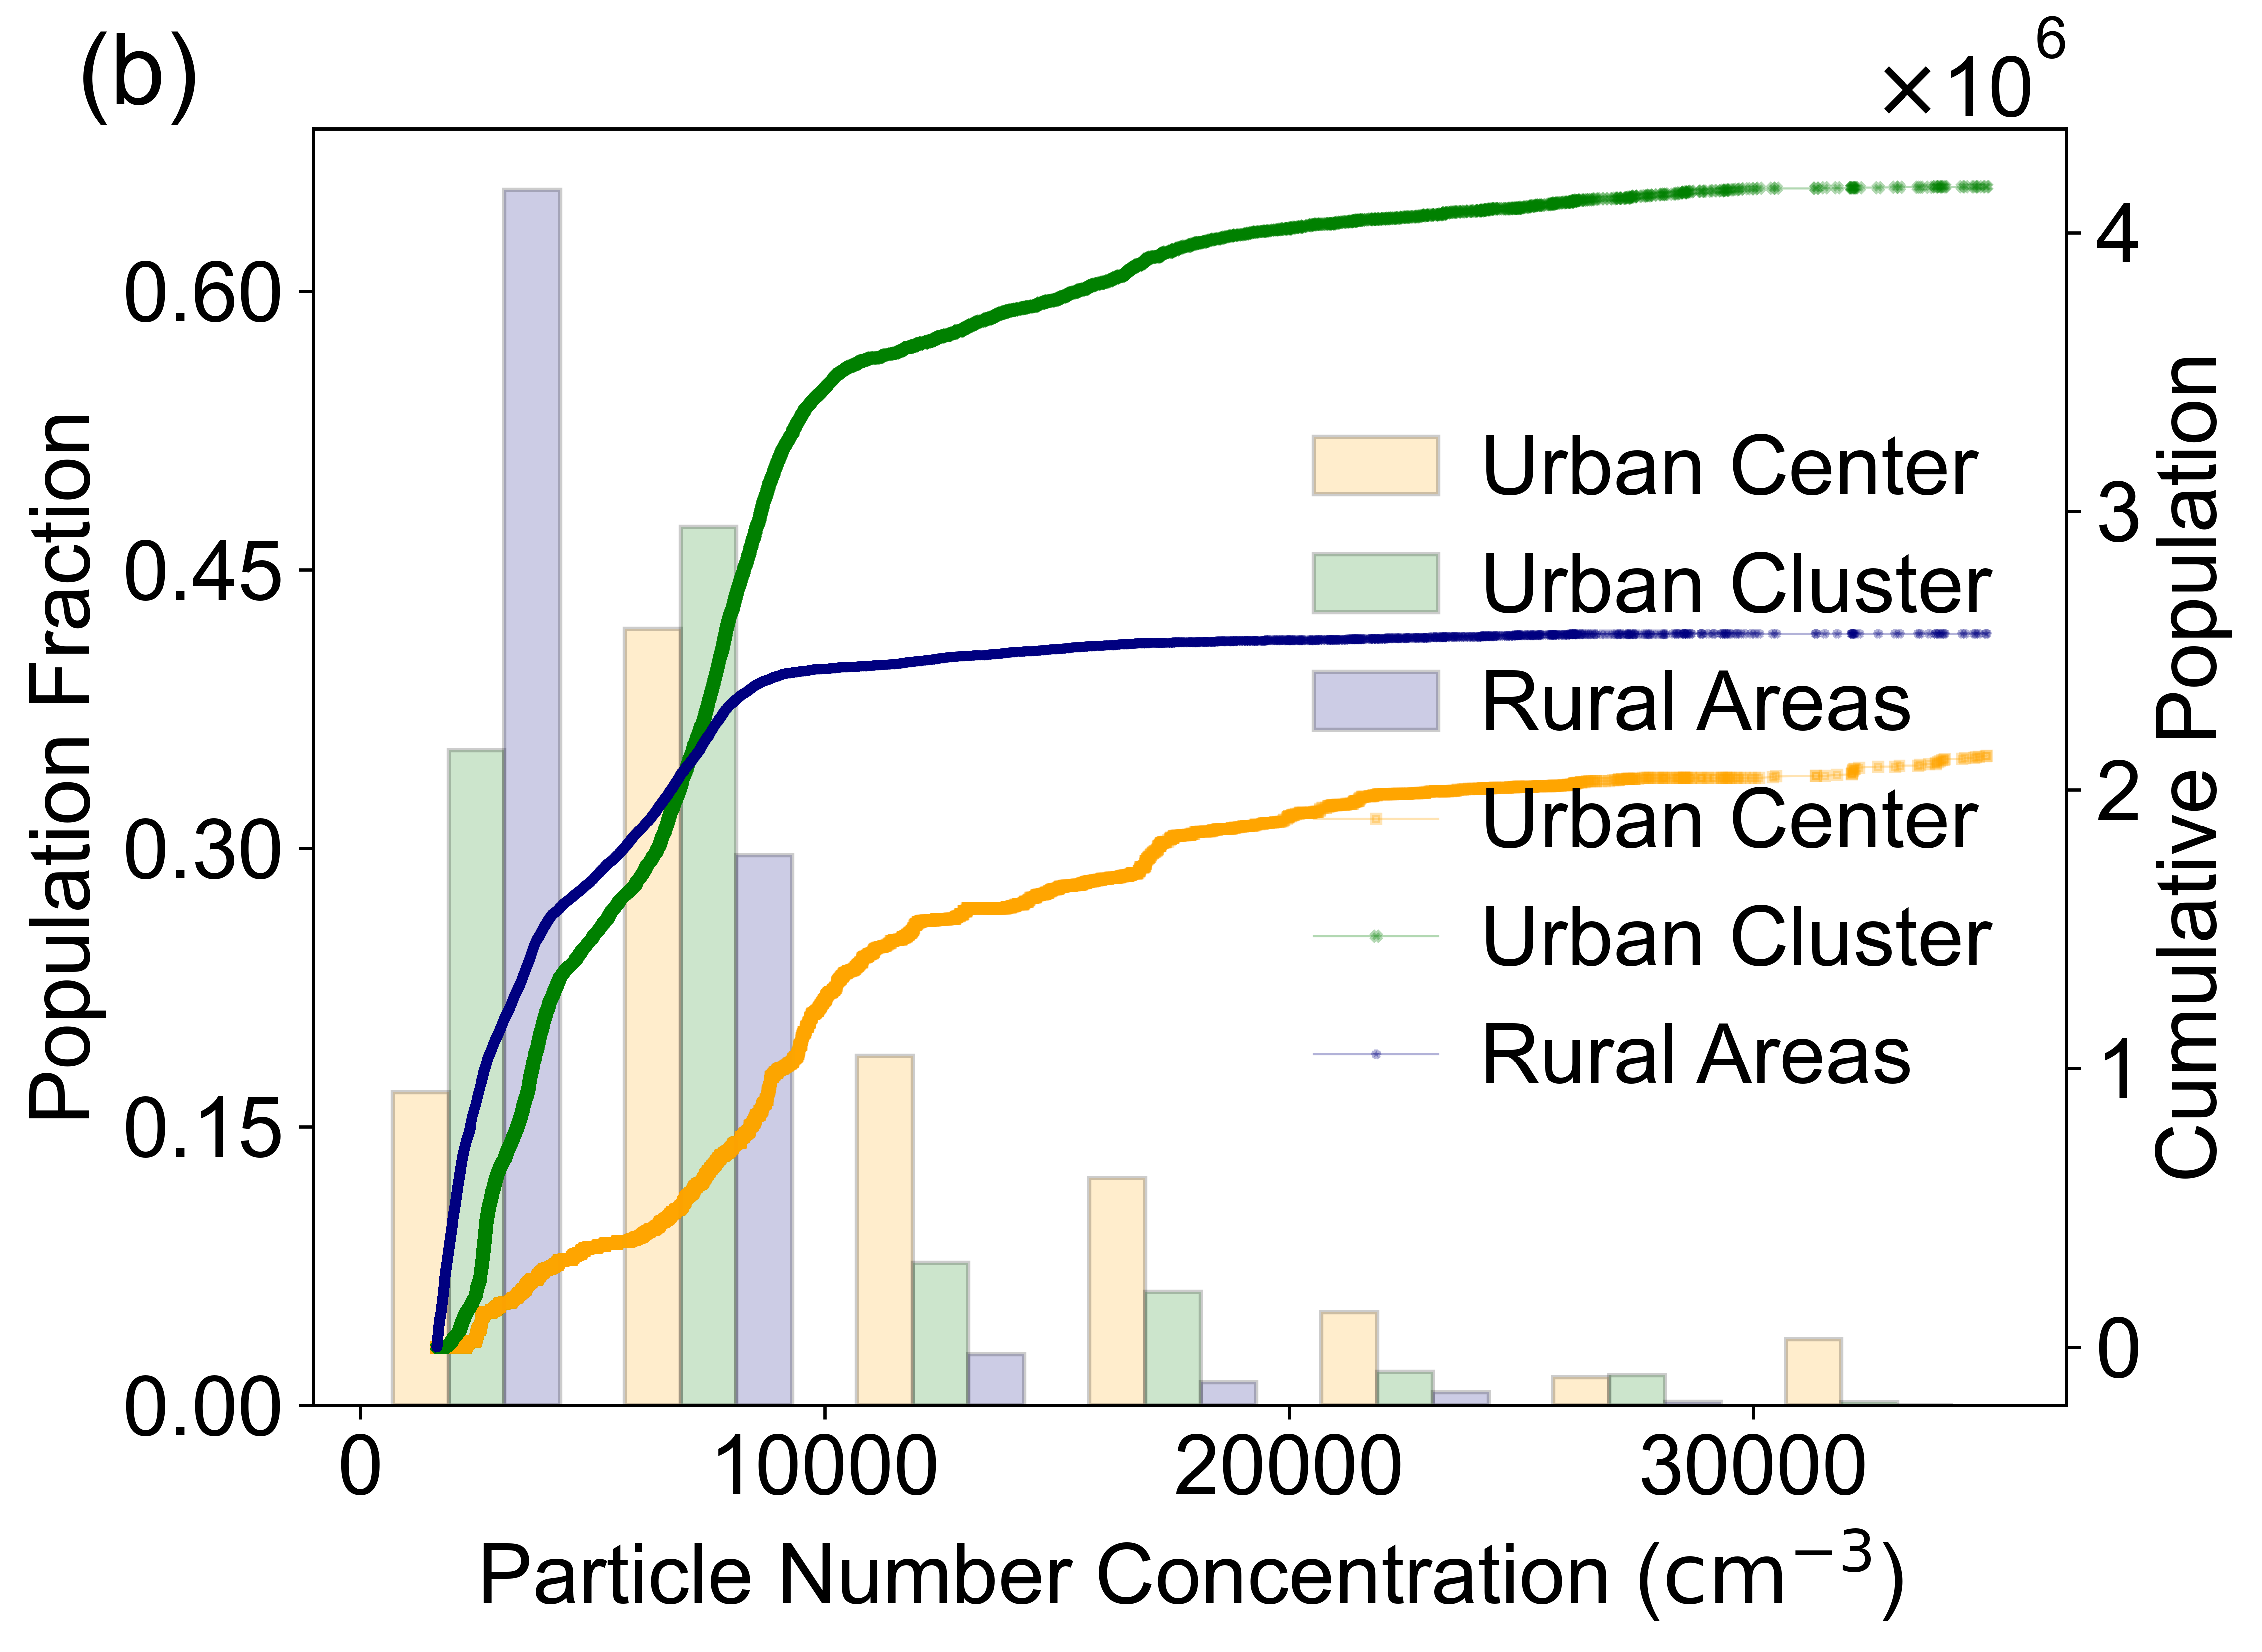 (b)
×10⁶
0.60
0.45
0.30
0.15
0.00
Population Fraction
4
3
2
1
0
Cumulative Population
Urban Center
Urban Cluster
Rural Areas
Urban Center
Urban Cluster
Rural Areas
0 10000 20000 30000
Particle Number Concentration (cm⁻³)